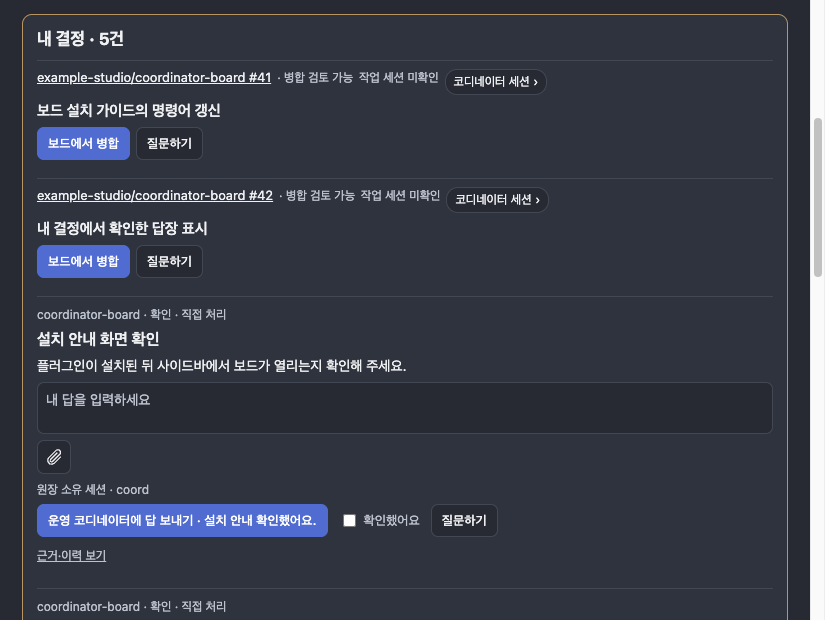 내 결정 · 5건
example-studio/coordinator-board #41 · 병합 검토 가능 작업 세션 미확인 코디네이터 세션 ›
보드 설치 가이드의 명령어 갱신
보드에서 병합 질문하기
example-studio/coordinator-board #42 · 병합 검토 가능 작업 세션 미확인 코디네이터 세션 ›
내 결정에서 확인한 답장 표시
보드에서 병합 질문하기
coordinator-board · 확인 · 직접 처리
설치 안내 화면 확인
플러그인이 설치된 뒤 사이드바에서 보드가 열리는지 확인해 주세요.
내 답을 입력하세요
원장 소유 세션 · coord
운영 코디네이터에 답 보내기 · 설치 안내 확인했어요. 확인했어요 질문하기
근거·이력 보기
coordinator-board · 확인 · 직접 처리